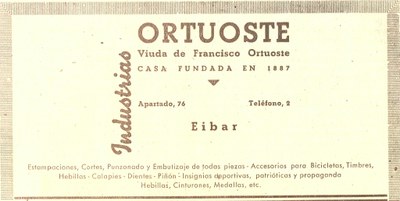 Industrias
ORTUOSTE
Viuda de Francisco Ortuoste
CASA FUNDADA EN 1887
Apartado, 76 Teléfono, 2
Eibar
Estampaciones, Cortes, Punzonado y Embutizaje de todas piezas - Accesorios para Bicicletas, Timbres,
Hebillas - Calapies - Dientes - Piñón - Insignias deportivas, patrióticas y propaganda
Hebillas, Cinturones, Medallas, etc.